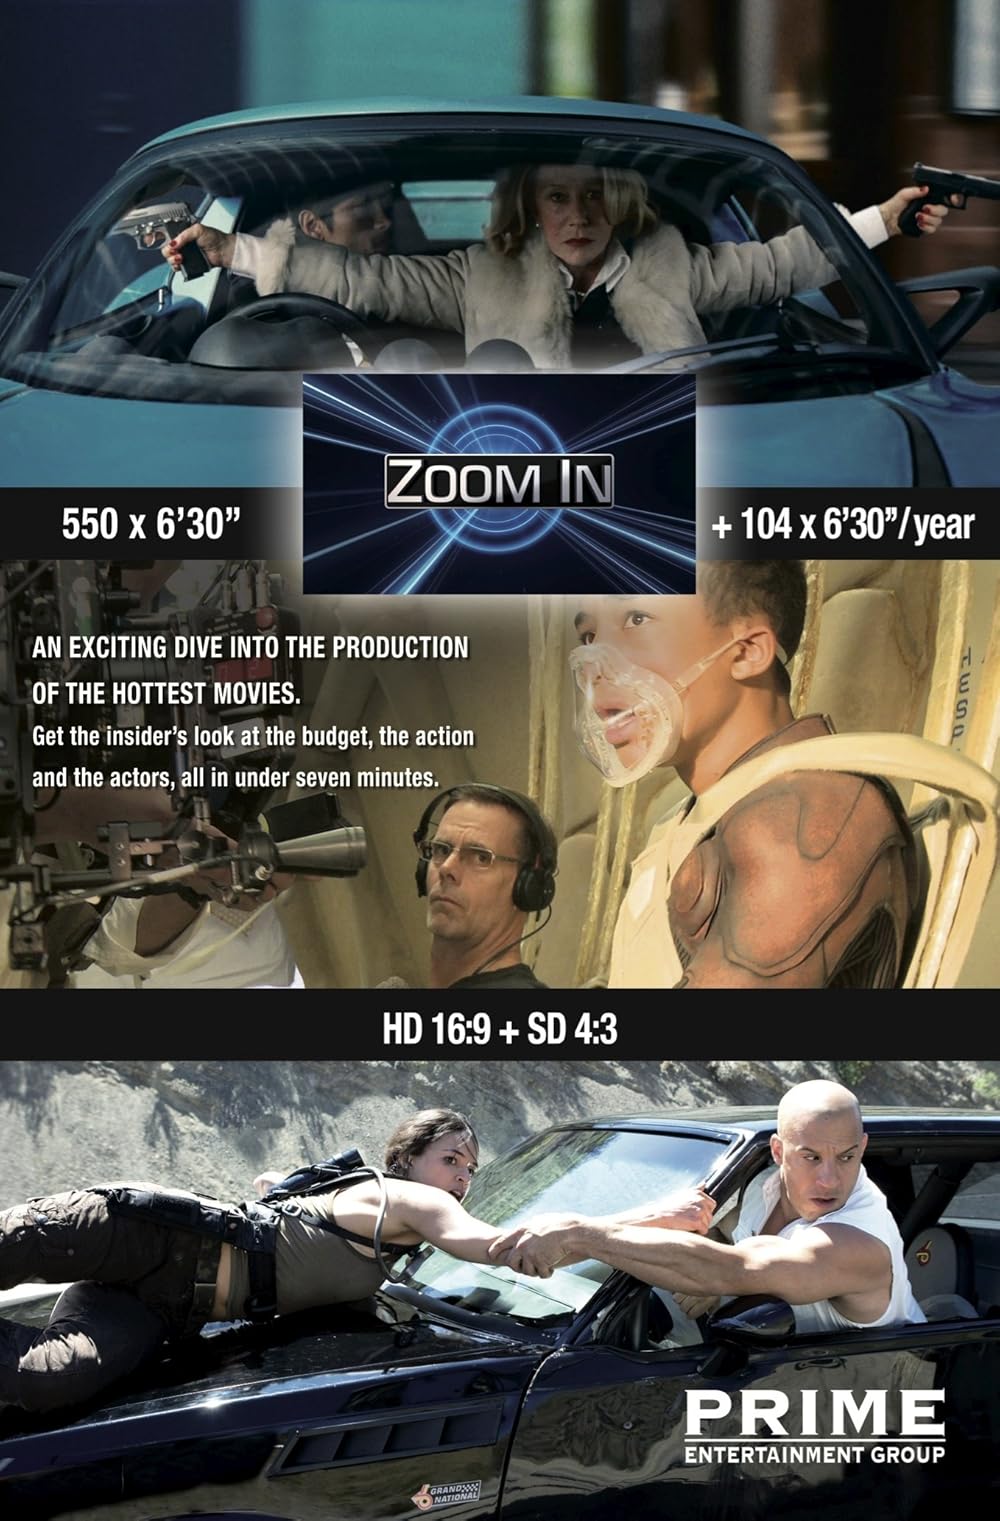 ZOOM IN
550 x 6'30”
+ 104 x 6'30”/year
AN EXCITING DIVE INTO THE PRODUCTION
OF THE HOTTEST MOVIES.
Get the insider's look at the budget, the action
and the actors, all in under seven minutes.
HD 16:9 + SD 4:3
PRIME
ENTERTAINMENT GROUP
GRAND
NATIONAL